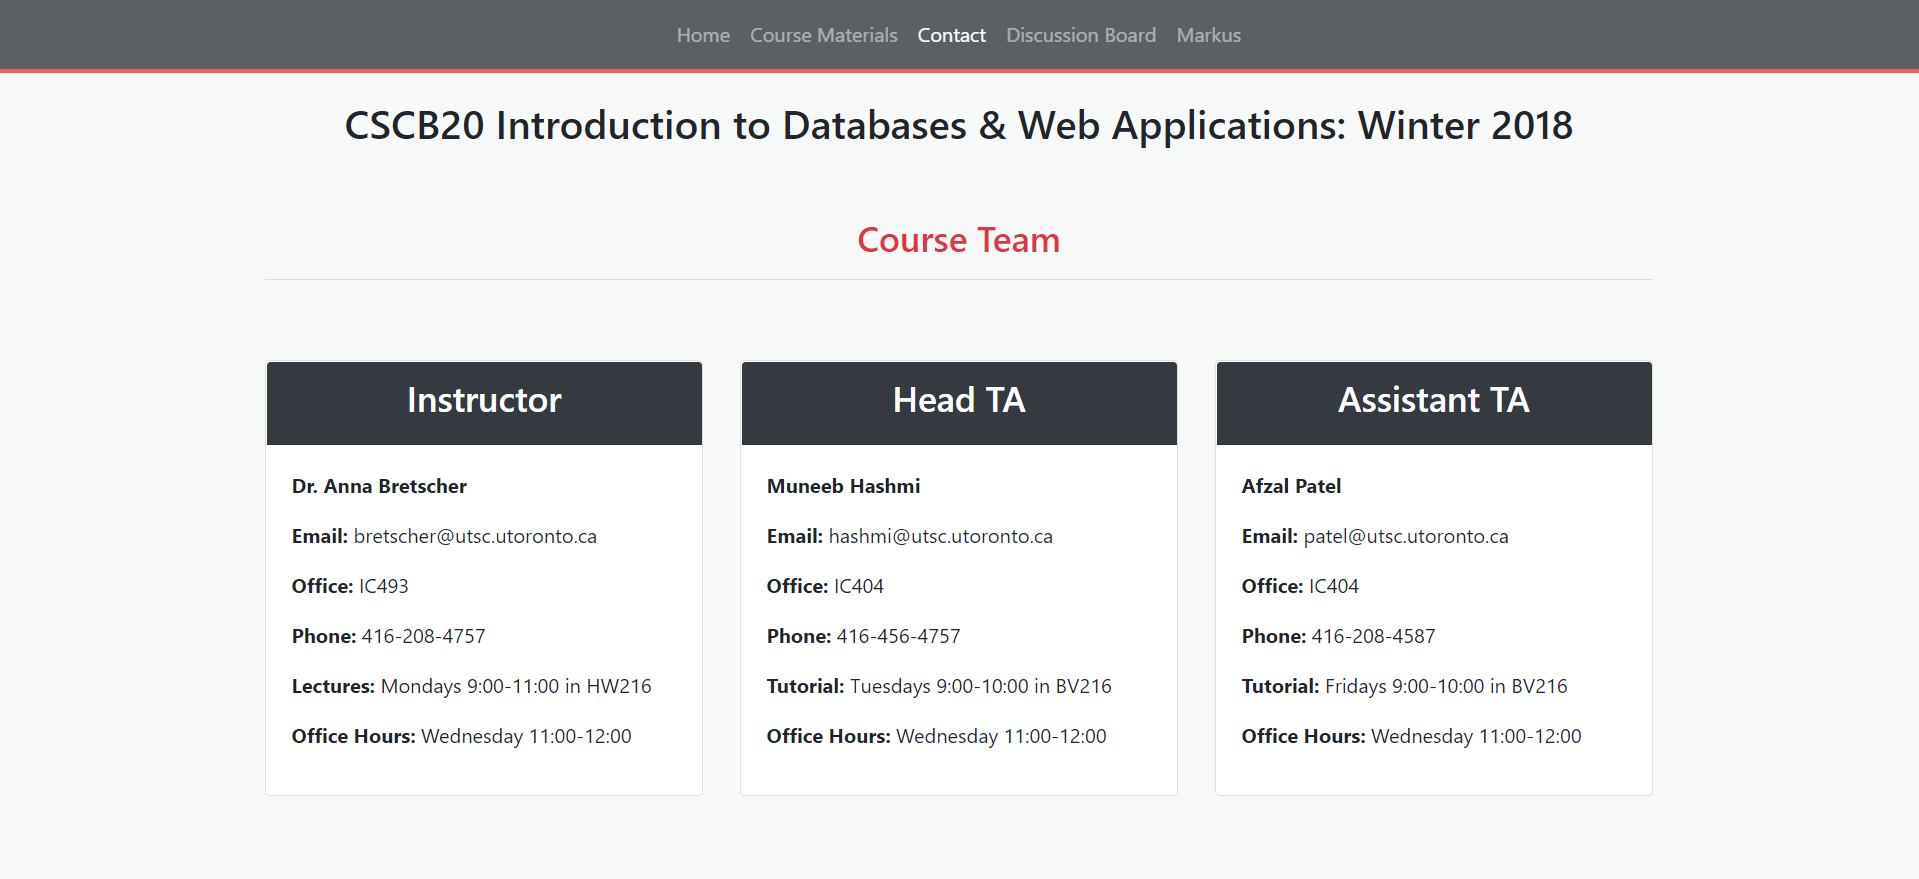 Home Course Materials Contact Discussion Board Markus
CSCB20 Introduction to Databases & Web Applications: Winter 2018
Course Team
Instructor
Dr. Anna Bretscher
Email: bretscher@utsc.utoronto.ca
Office: IC493
Phone: 416-208-4757
Lectures: Mondays 9:00-11:00 in HW216
Office Hours: Wednesday 11:00-12:00
Head TA
Muneeb Hashmi
Email: hashmi@utsc.utoronto.ca
Office: IC404
Phone: 416-456-4757
Tutorial: Tuesdays 9:00-10:00 in BV216
Office Hours: Wednesday 11:00-12:00
Assistant TA
Afzal Patel
Email: patel@utsc.utoronto.ca
Office: IC404
Phone: 416-208-4587
Tutorial: Fridays 9:00-10:00 in BV216
Office Hours: Wednesday 11:00-12:00